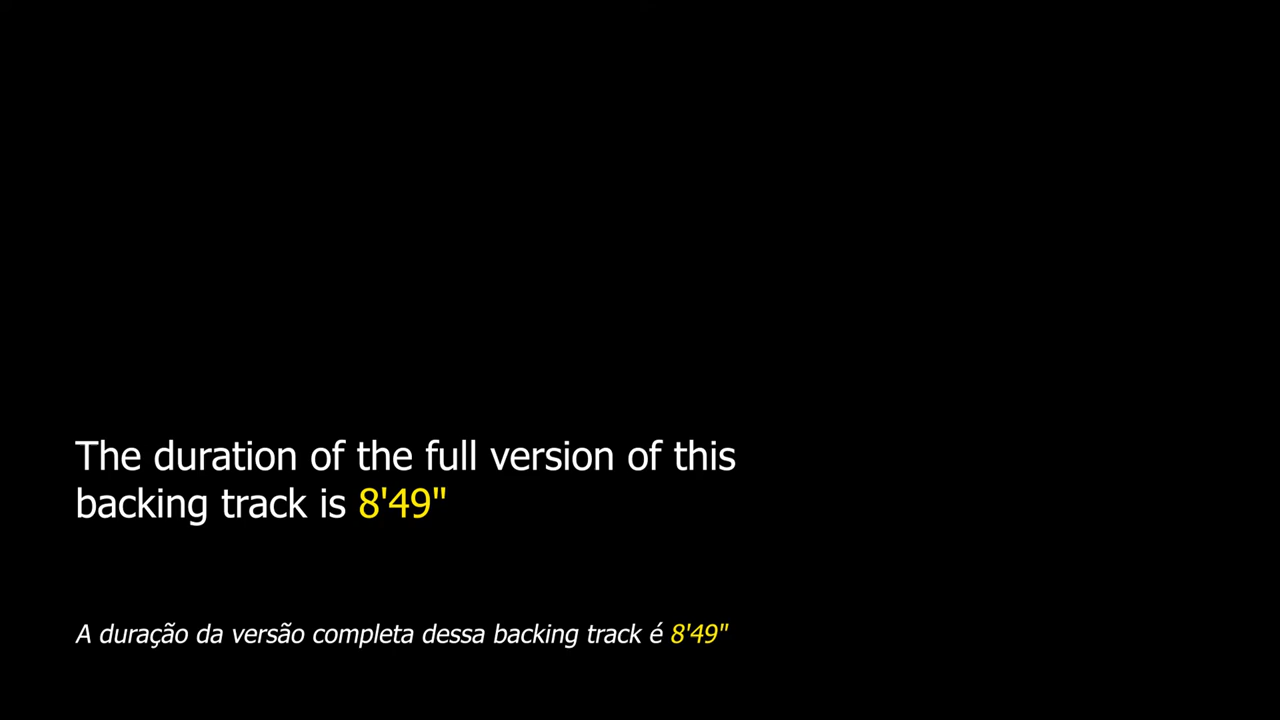 The duration of the full version of this
backing track is 8'49"
A duração da versão completa dessa backing track é 8'49"